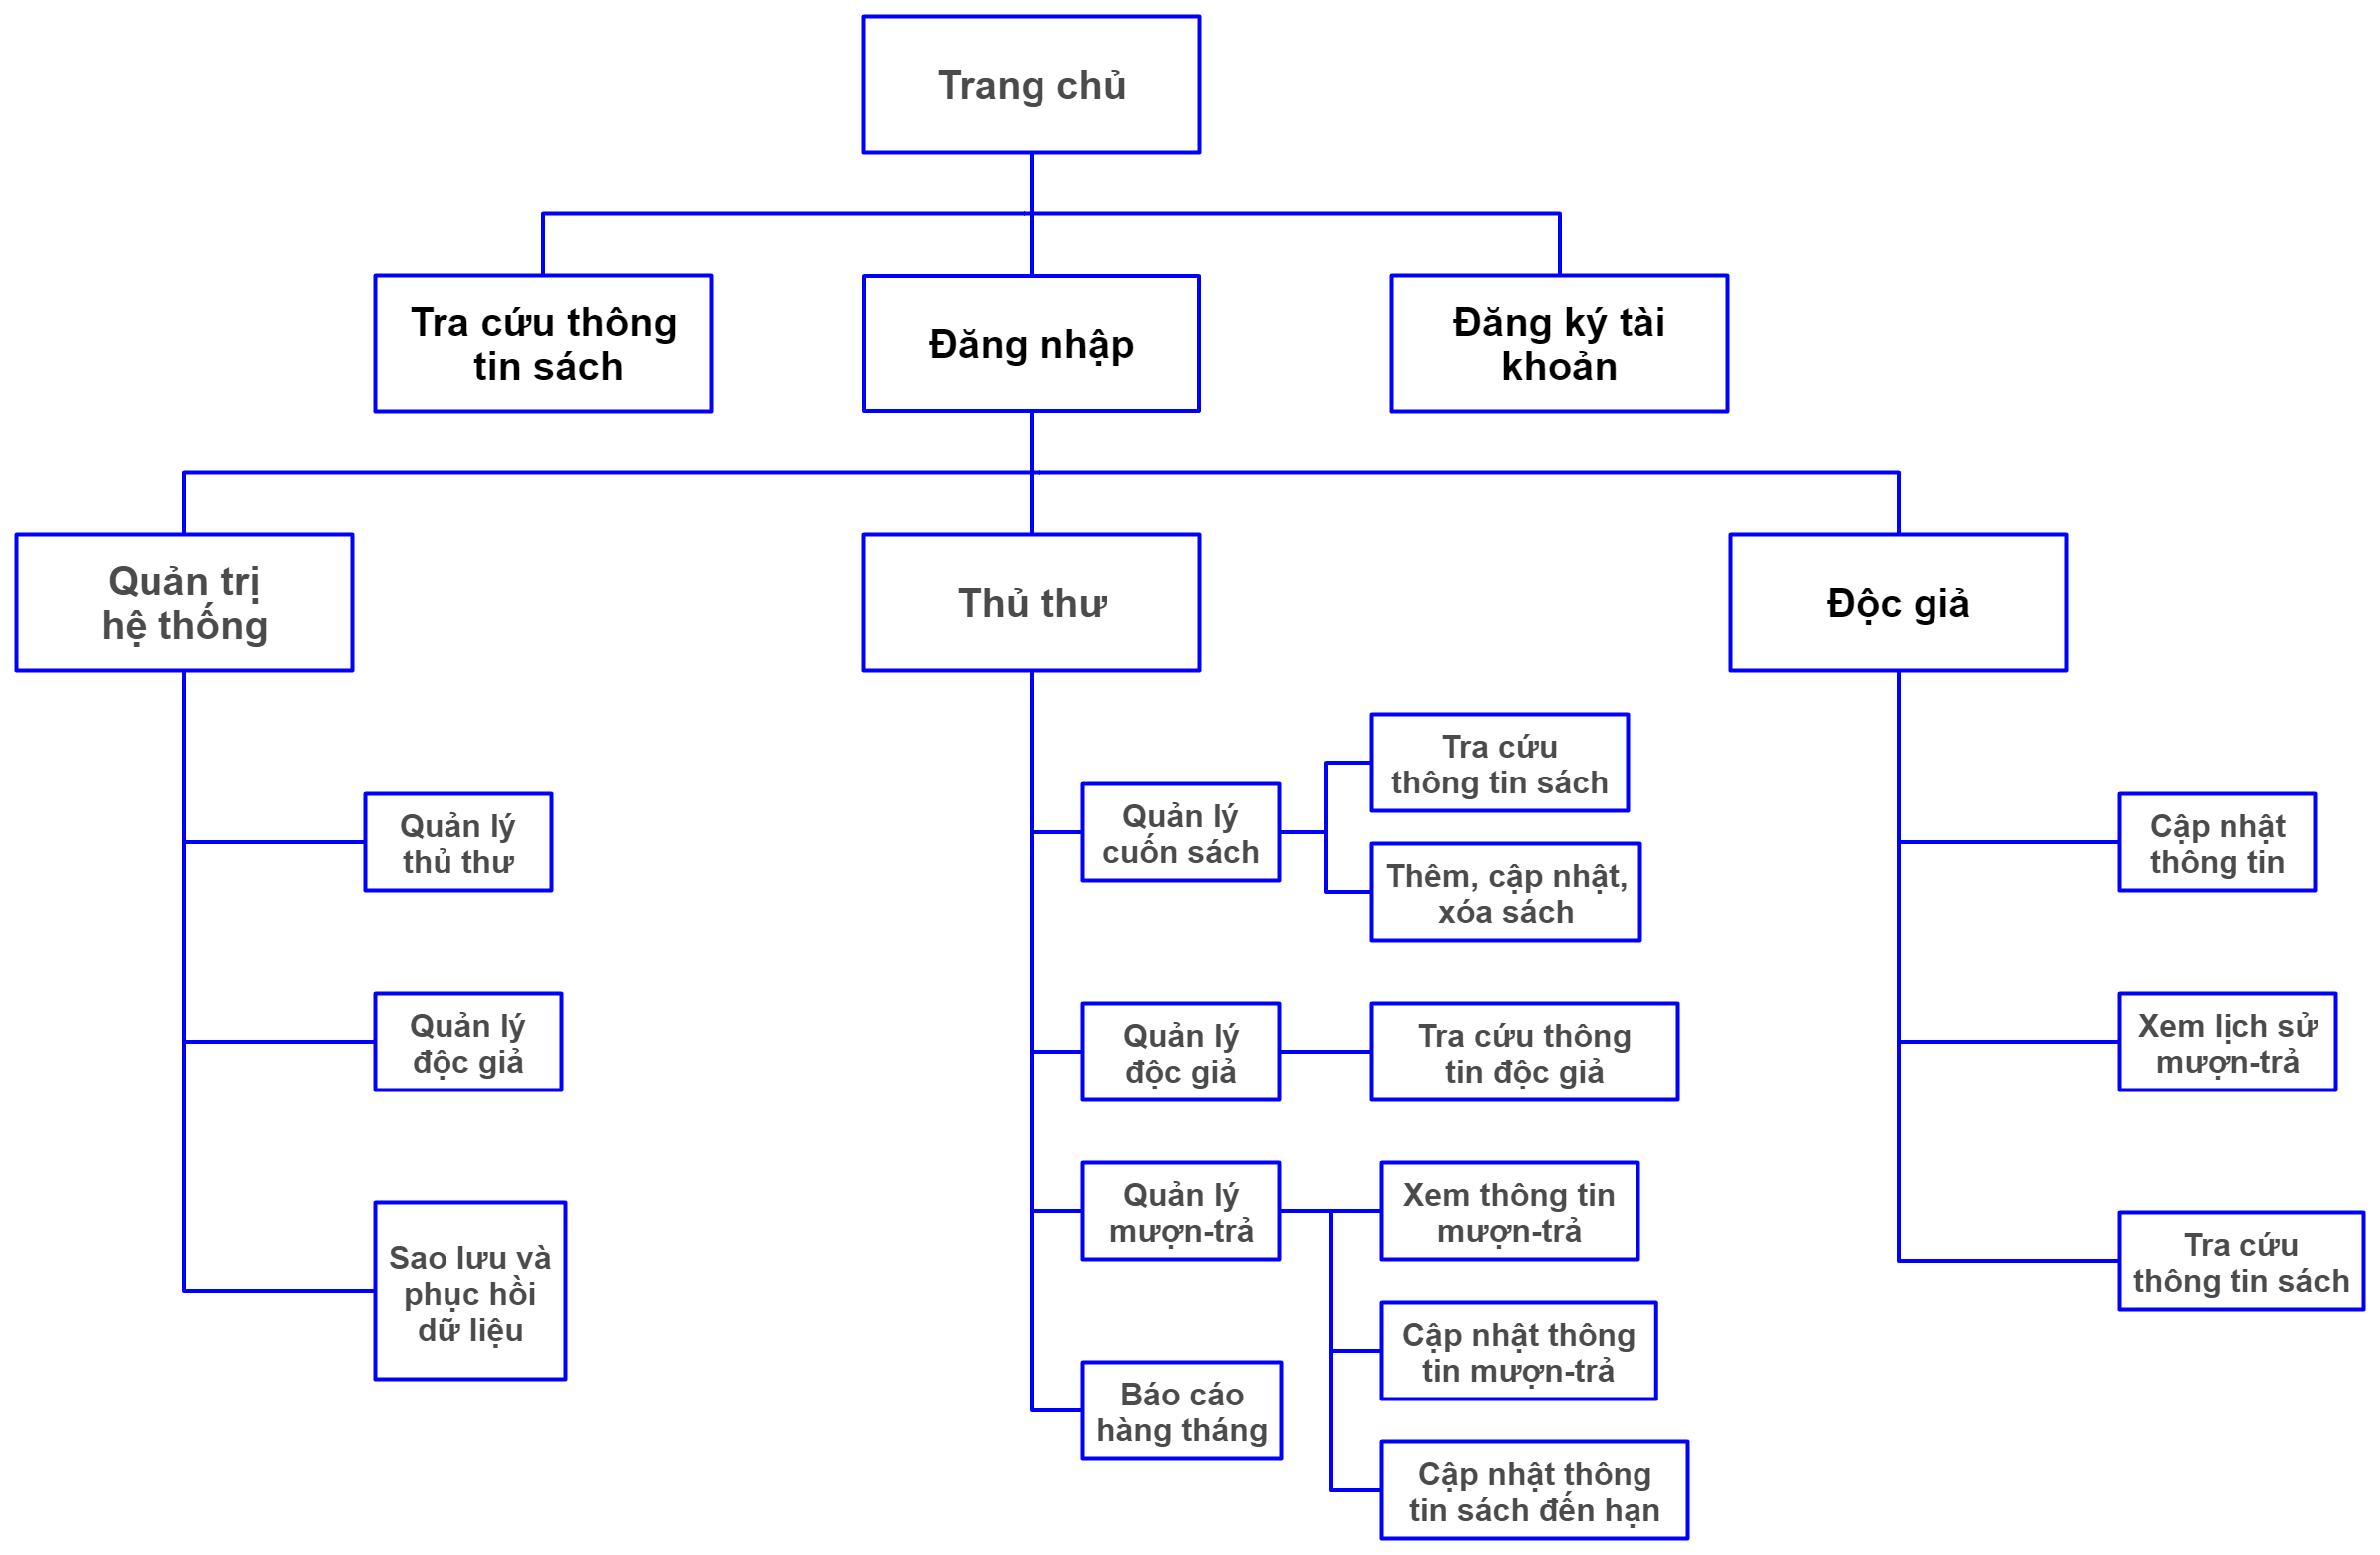 Trang chủ
Tra cứu thông
tin sách
Đăng nhập
Đăng ký tài
khoản
Quản trị
hệ thống
Thủ thư
Độc giả
Quản lý
thủ thư
Quản lý
độc giả
Sao lưu và
phục hồi
dữ liệu
Quản lý
cuốn sách
Tra cứu
thông tin sách
Thêm, cập nhật,
xóa sách
Quản lý
độc giả
Tra cứu thông
tin độc giả
Quản lý
mượn-trả
Xem thông tin
mượn-trả
Cập nhật thông
tin mượn-trả
Cập nhật thông
tin sách đến hạn
Báo cáo
hàng tháng
Cập nhật
thông tin
Xem lịch sử
mượn-trả
Tra cứu
thông tin sách